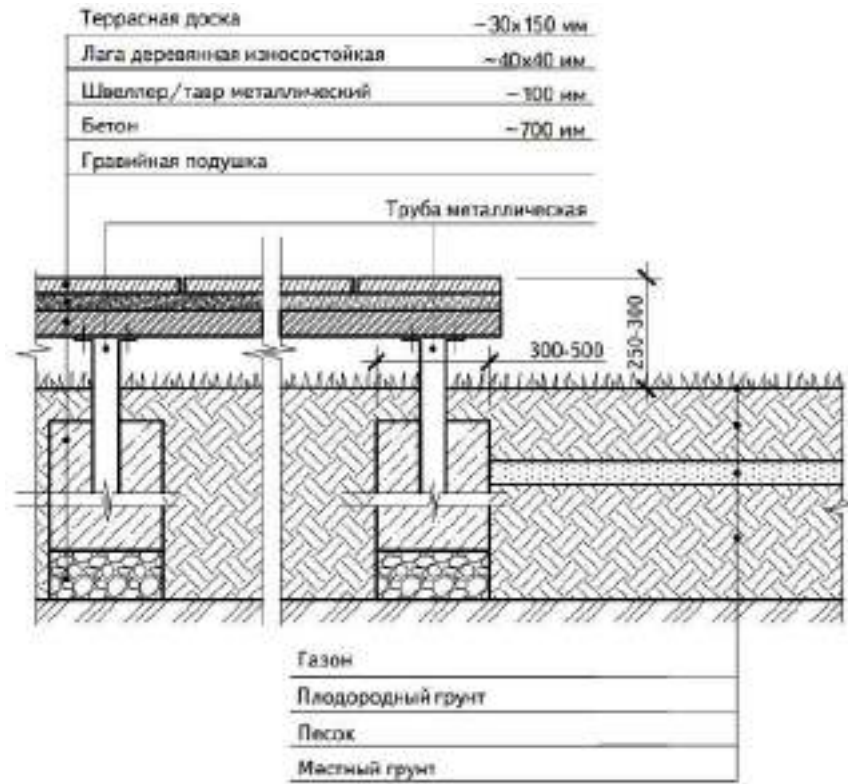 Террасная доска ~30х150 мм
Лага деревянная износостойкая ~40х40 мм
Швеллер/тавр металлический ~100 мм
Бетон ~700 мм
Гравийная подушка
Труба металлическая
300-500
250-300
Газон
Плодородный грунт
Песок
Местный грунт